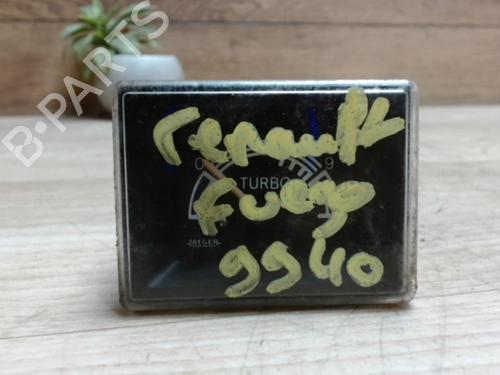 B-PARTS
Renault
0 9
TURBO
Fuego
JAEGER
9940